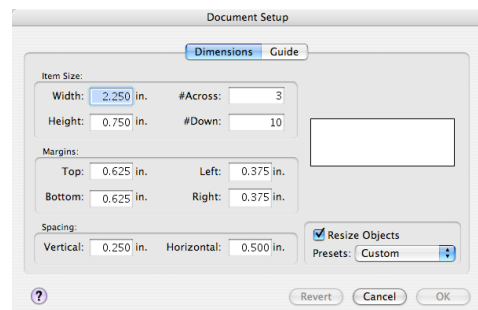 Document Setup
Dimensions Guide
Item Size:
Width: 2.250 in. #Across: 3
Height: 0.750 in. #Down: 10
Margins:
Top: 0.625 in. Left: 0.375 in.
Bottom: 0.625 in. Right: 0.375 in.
Spacing:
Vertical: 0.250 in. Horizontal: 0.500 in.
Resize Objects
Presets: Custom
? Revert Cancel OK